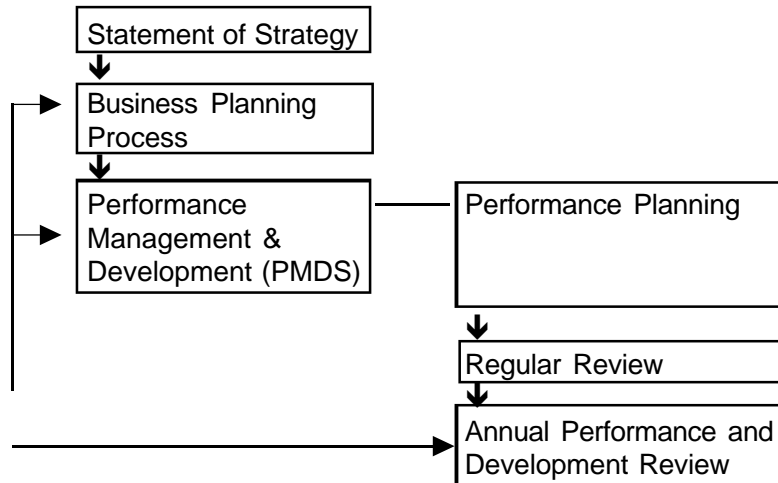 Statement of Strategy
Business Planning
Process
Performance
Management &
Development (PMDS)
Performance Planning
Regular Review
Annual Performance and
Development Review